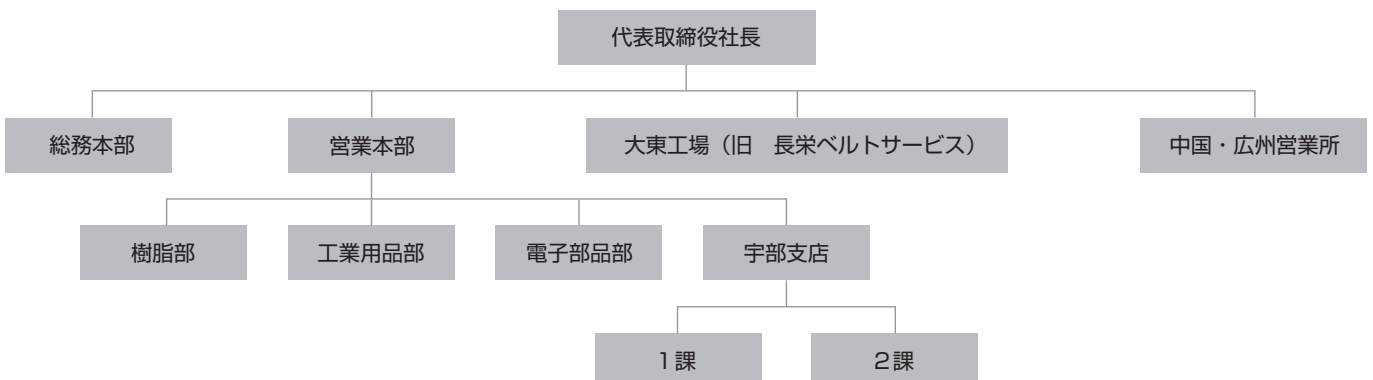 代表取締役社長
総務本部
営業本部
大東工場（旧　長栄ベルトサービス）
中国・広州営業所
樹脂部
工業用品部
電子部品部
宇部支店
1課
2課